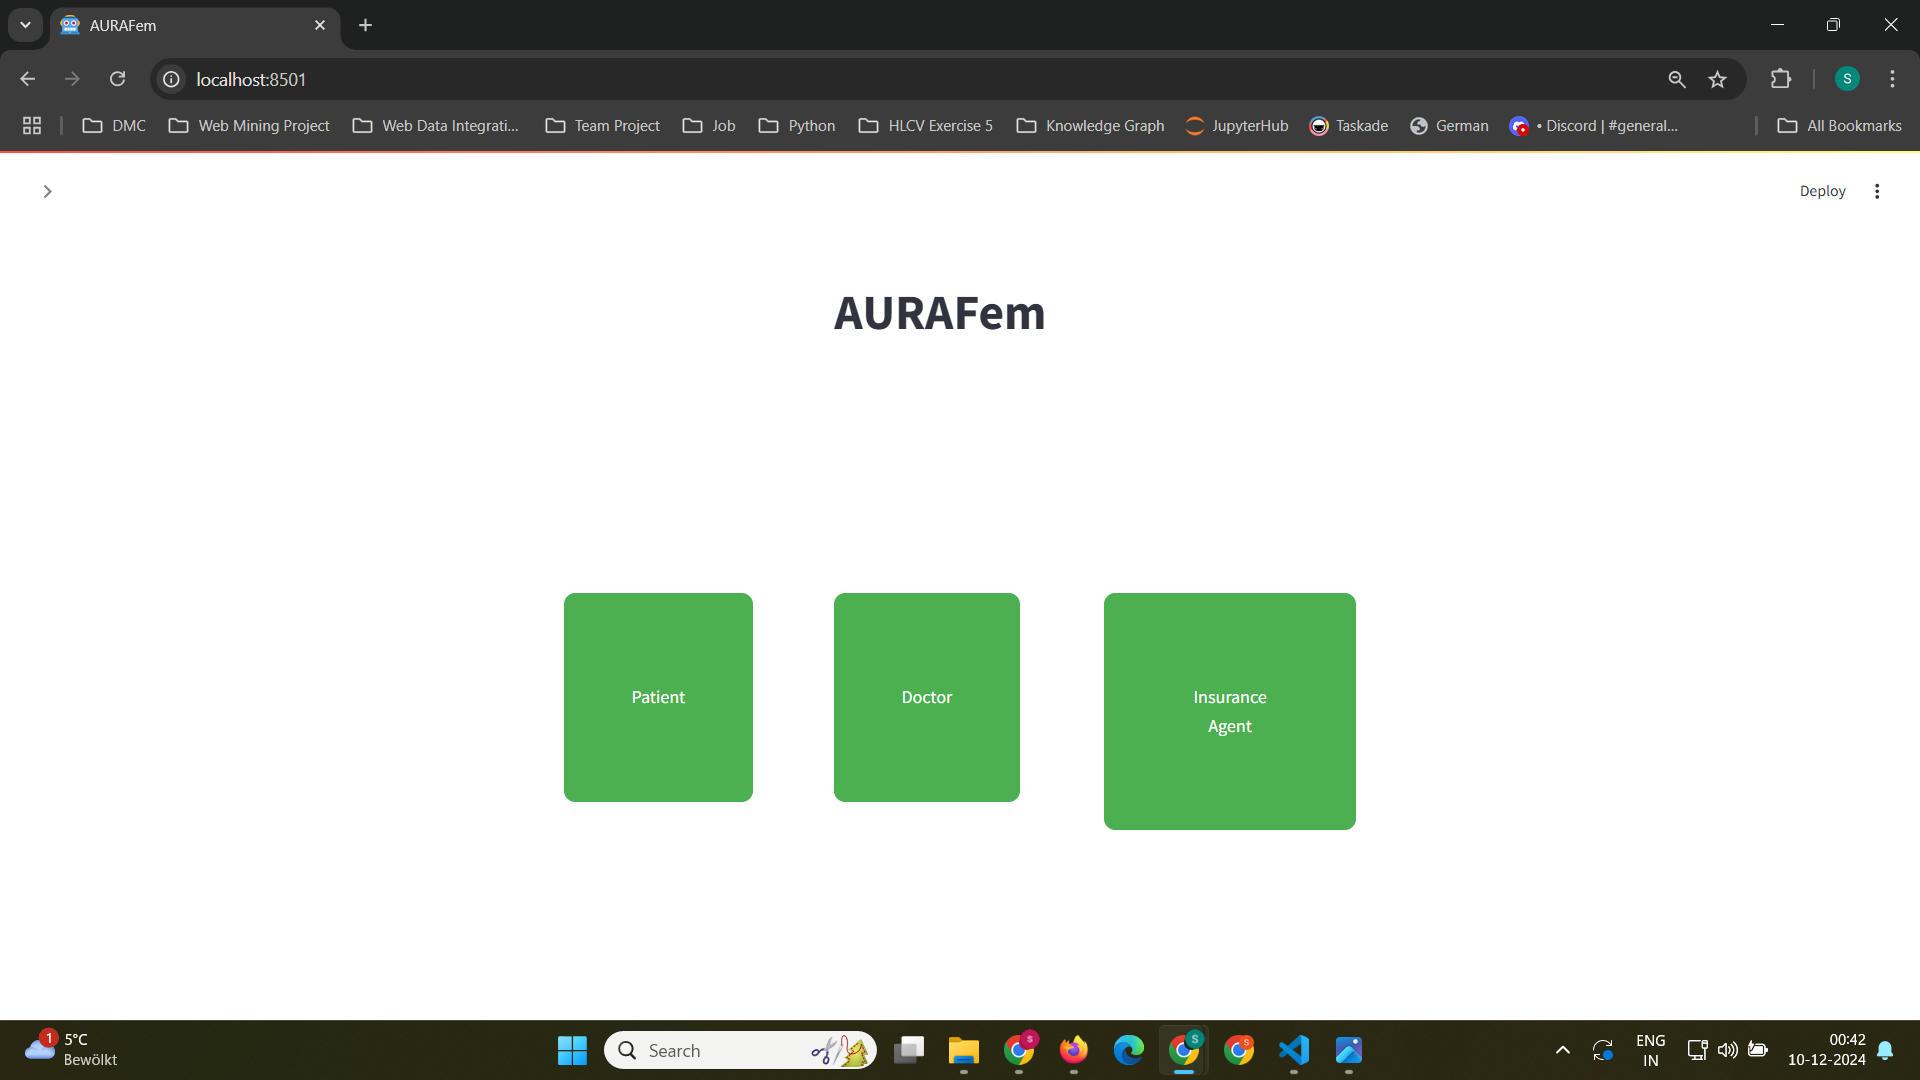 AURAFem
localhost:8501
S
DMC
Web Mining Project
Web Data Integrati...
Team Project
Job
Python
HLCV Exercise 5
Knowledge Graph
JupyterHub
Taskade
German
• Discord | #general...
All Bookmarks
Deploy
AURAFem
Patient
Doctor
Insurance
Agent
1
5°C
Bewölkt
Search
S
S
S
ENG
IN
00:42
10-12-2024